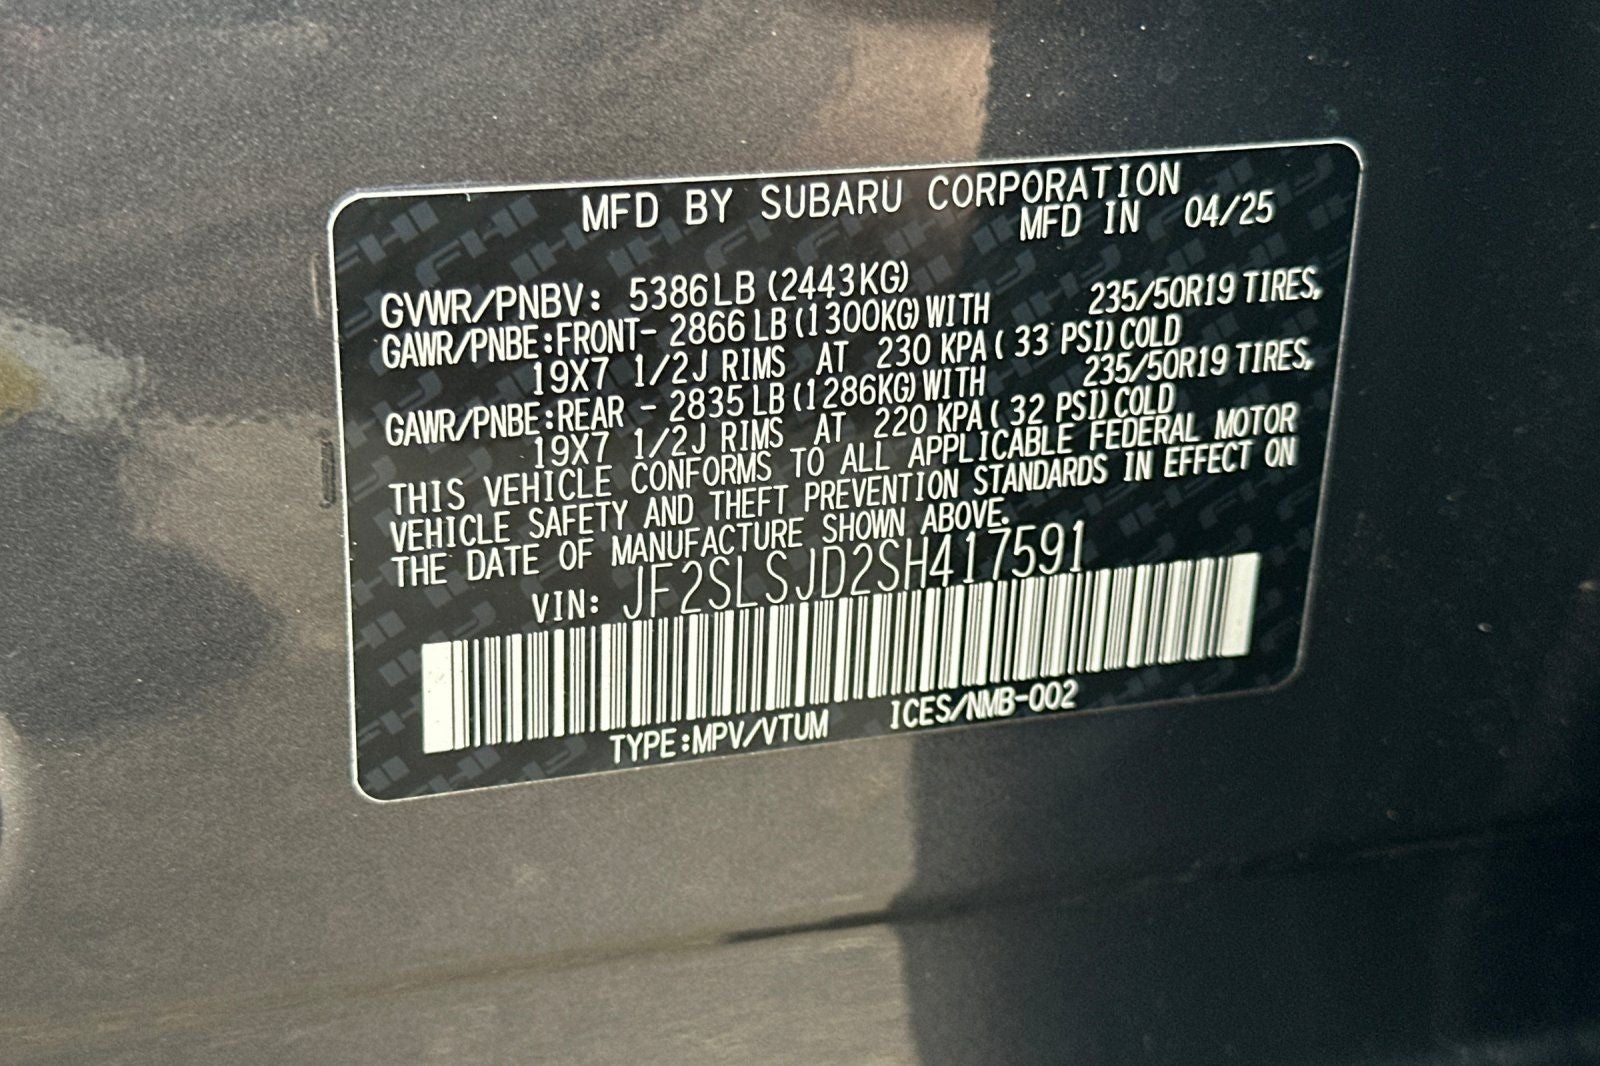 MFD BY SUBARU CORPORATION
MFD IN 04/25
GVWR/PNBV: 5386LB (2443KG)
GAWR/PNBE:FRONT- 2866 LB (1300KG) WITH 235/50R19 TIRES,
19X7 1/2J RIMS AT 230 KPA ( 33 PSI) COLD
GAWR/PNBE:REAR - 2835 LB (1286KG) WITH 235/50R19 TIRES,
19X7 1/2J RIMS AT 220 KPA ( 32 PSI) COLD
THIS VEHICLE CONFORMS TO ALL APPLICABLE FEDERAL MOTOR
VEHICLE SAFETY AND THEFT PREVENTION STANDARDS IN EFFECT ON
THE DATE OF MANUFACTURE SHOWN ABOVE.
VIN: JF2SLSJD2SH417591
TYPE:MPV/VTUM ICES/NMB-002